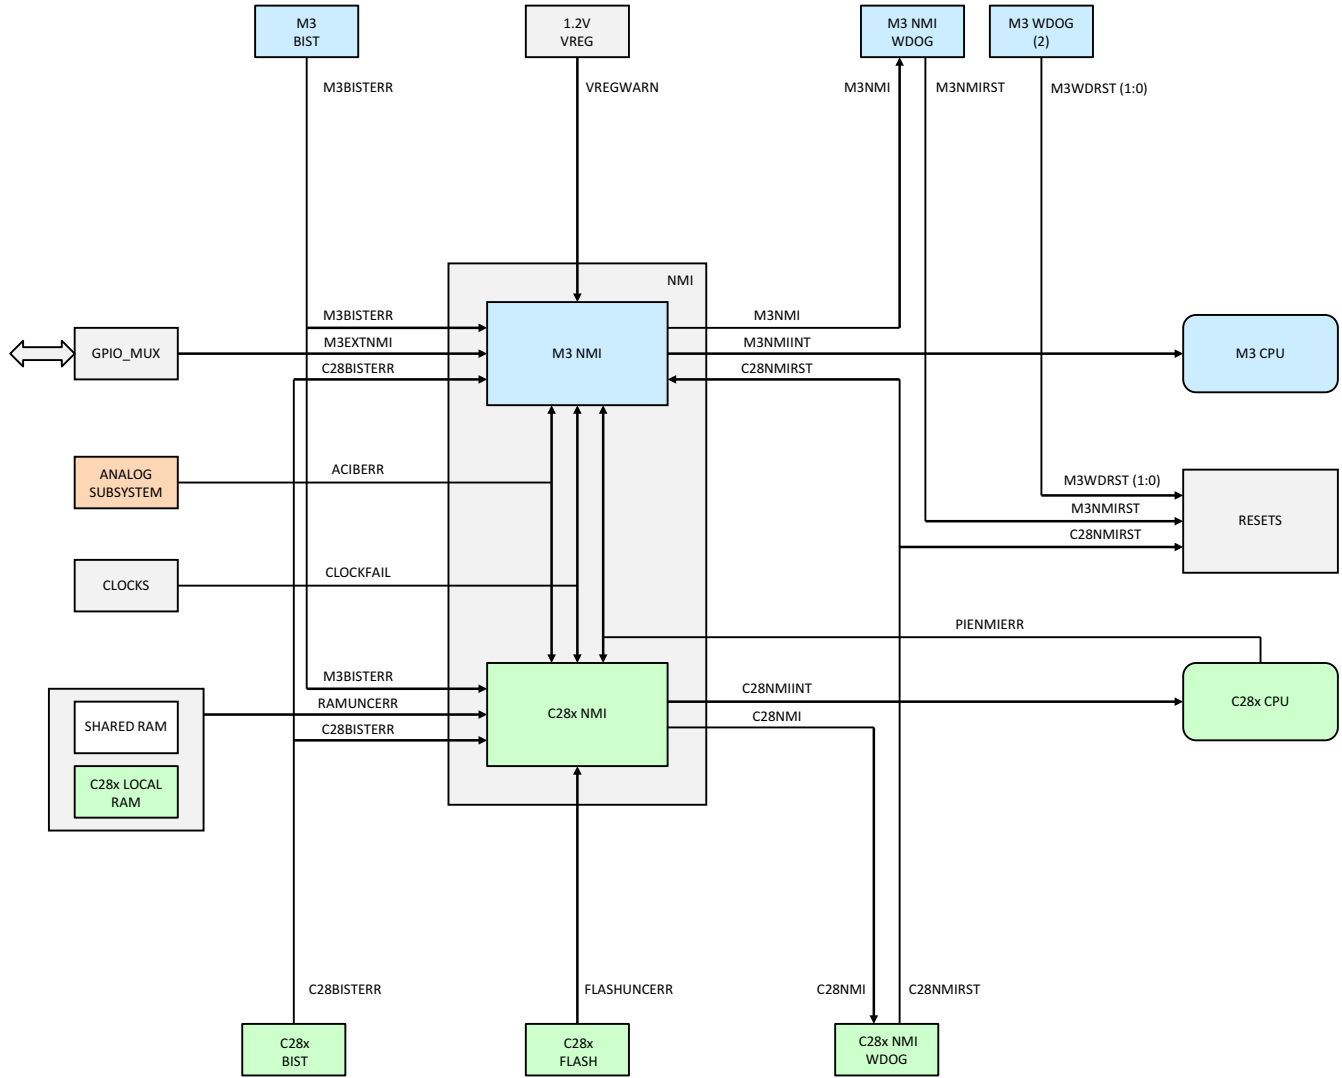 M3
BIST
1.2V
VREG
M3 NMI
WDOG
M3 WDOG
(2)
M3BISTERR
VREGWARN
M3NMI
M3NMIRST
M3WDRST (1:0)
NMI
M3BISTERR
M3NMI
M3EXTNMI
M3NMIINT
GPIO_MUX
M3 NMI
M3 CPU
C28BISTERR
C28NMIRST
ANALOG
SUBSYSTEM
ACIBERR
M3WDRST (1:0)
M3NMIRST
RESETS
C28NMIRST
CLOCKS
CLOCKFAIL
PIENMIERR
M3BISTERR
C28NMIINT
RAMUNCERR
C28x NMI
C28x CPU
C28NMI
SHARED RAM
C28BISTERR
C28x LOCAL
RAM
C28BISTERR
FLASHUNCERR
C28NMI
C28NMIRST
C28x
BIST
C28x
FLASH
C28x NMI
WDOG